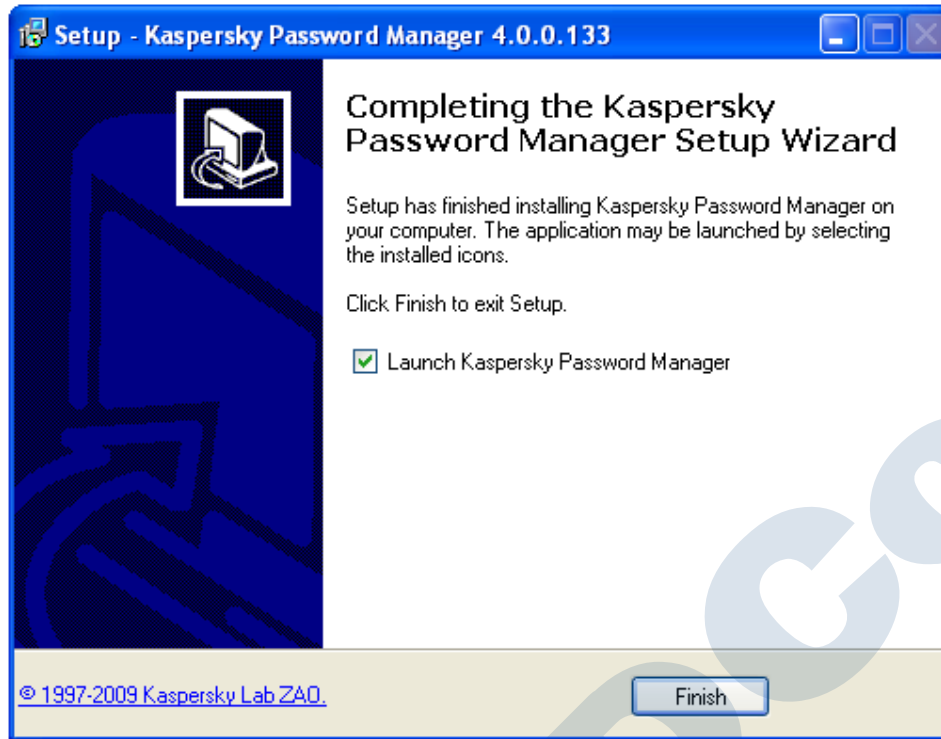 Setup - Kaspersky Password Manager 4.0.0.133
Completing the Kaspersky
Password Manager Setup Wizard
Setup has finished installing Kaspersky Password Manager on
your computer. The application may be launched by selecting
the installed icons.
Click Finish to exit Setup.
Launch Kaspersky Password Manager
© 1997-2009 Kaspersky Lab ZAO.
Finish